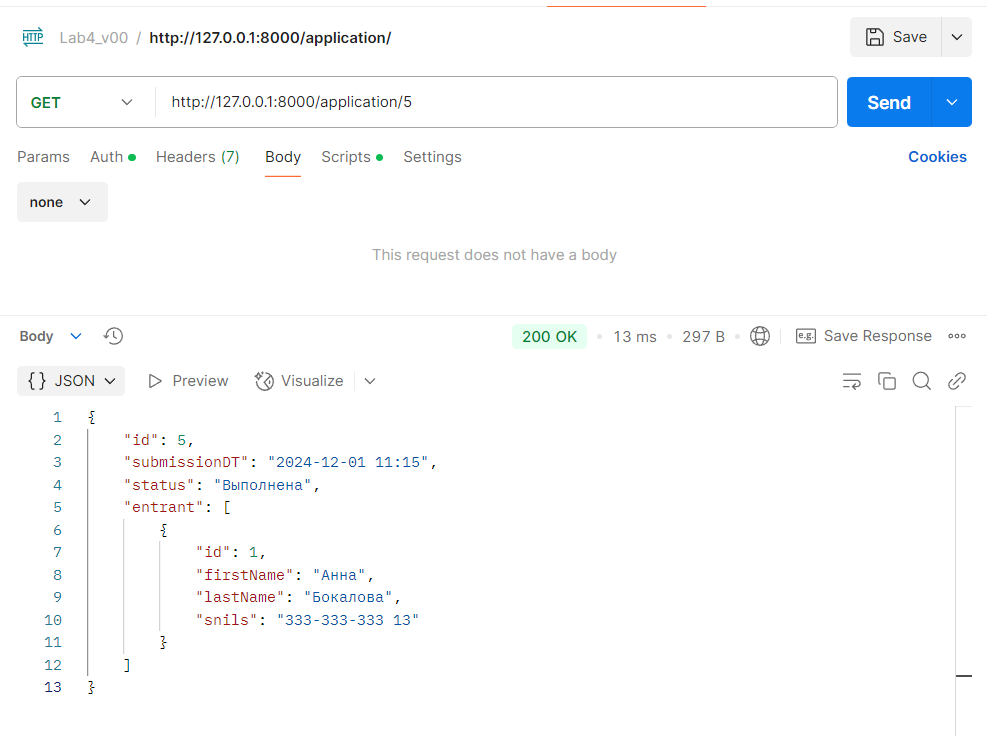 HTTP Lab4_v00 / http://127.0.0.1:8000/application/ Save
GET http://127.0.0.1:8000/application/5 Send
Params Auth Headers (7) Body Scripts Settings Cookies
none
This request does not have a body
Body 200 OK 13 ms 297 B e.g. Save Response
{} JSON Preview Visualize
1 {
2 "id": 5,
3 "submissionDT": "2024-12-01 11:15",
4 "status": "Выполнена",
5 "entrant": [
6 {
7 "id": 1,
8 "firstName": "Анна",
9 "lastName": "Бокалова",
10 "snils": "333-333-333 13"
11 }
12 ]
13 }